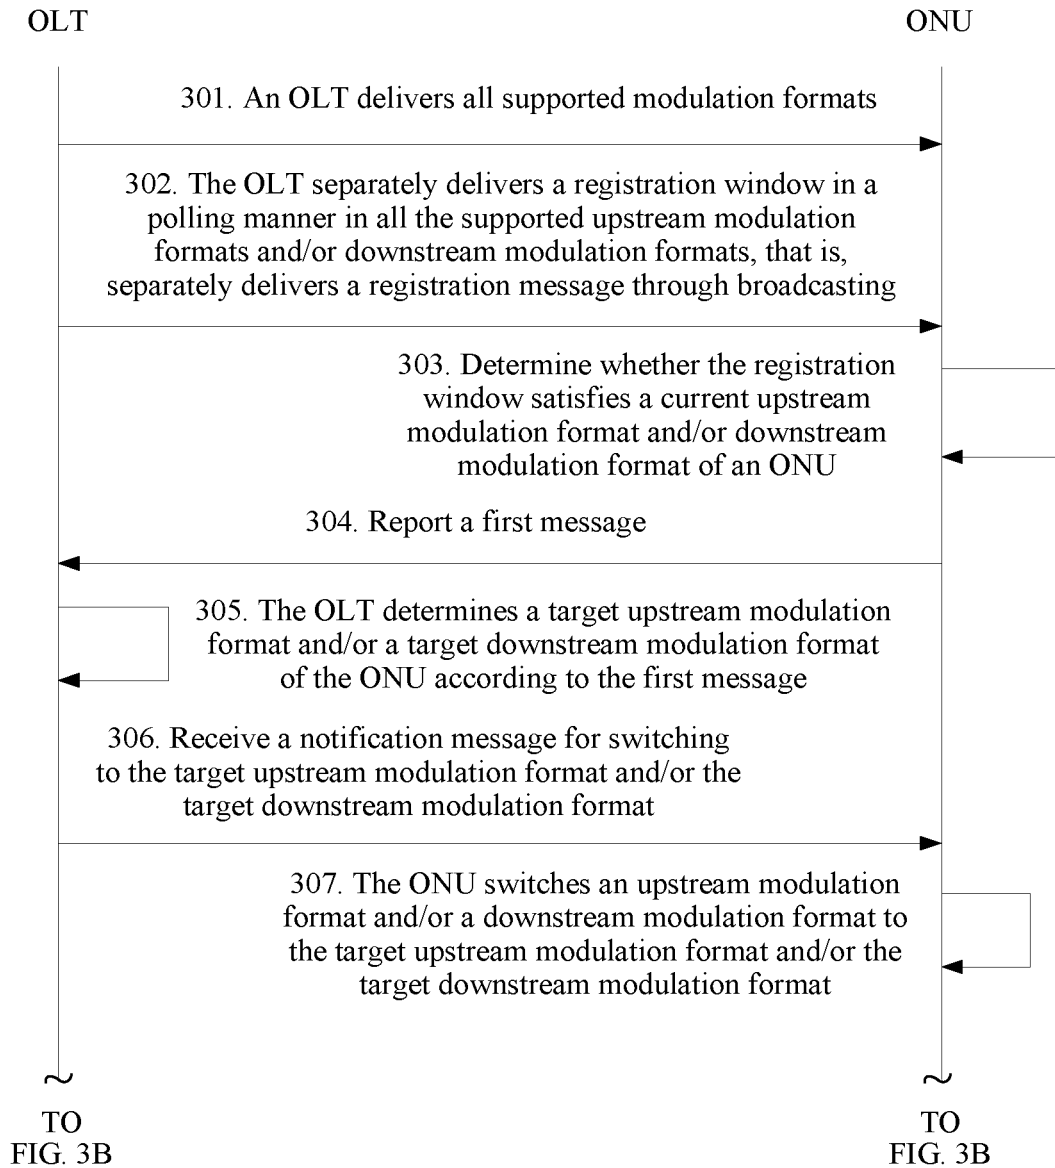 OLT
ONU
301. An OLT delivers all supported modulation formats
302. The OLT separately delivers a registration window in a
polling manner in all the supported upstream modulation
formats and/or downstream modulation formats, that is,
separately delivers a registration message through broadcasting
303. Determine whether the registration
window satisfies a current upstream
modulation format and/or downstream
modulation format of an ONU
304. Report a first message
305. The OLT determines a target upstream modulation
format and/or a target downstream modulation format
of the ONU according to the first message
306. Receive a notification message for switching
to the target upstream modulation format and/or the
target downstream modulation format
307. The ONU switches an upstream modulation
format and/or a downstream modulation format to
the target upstream modulation format and/or the
target downstream modulation format
TO
FIG. 3B
TO
FIG. 3B